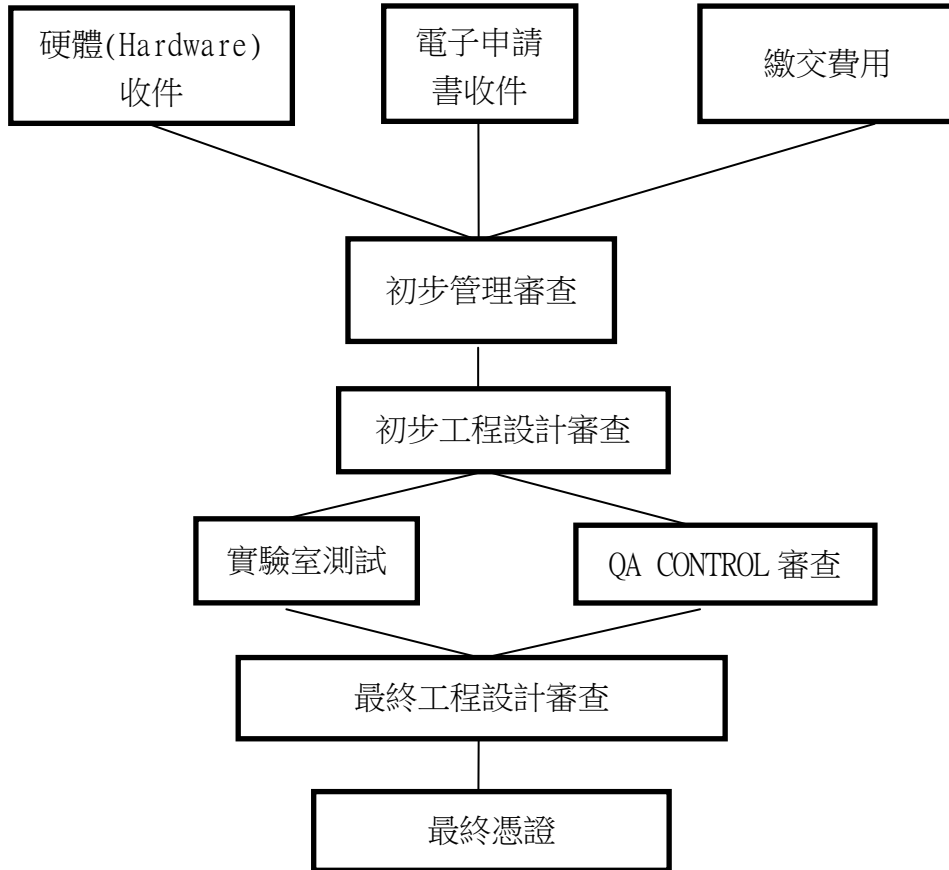 硬體(Hardware)
收件
電子申請
書收件
繳交費用
初步管理審查
初步工程設計審查
實驗室測試
QA CONTROL 審查
最終工程設計審查
最終憑證